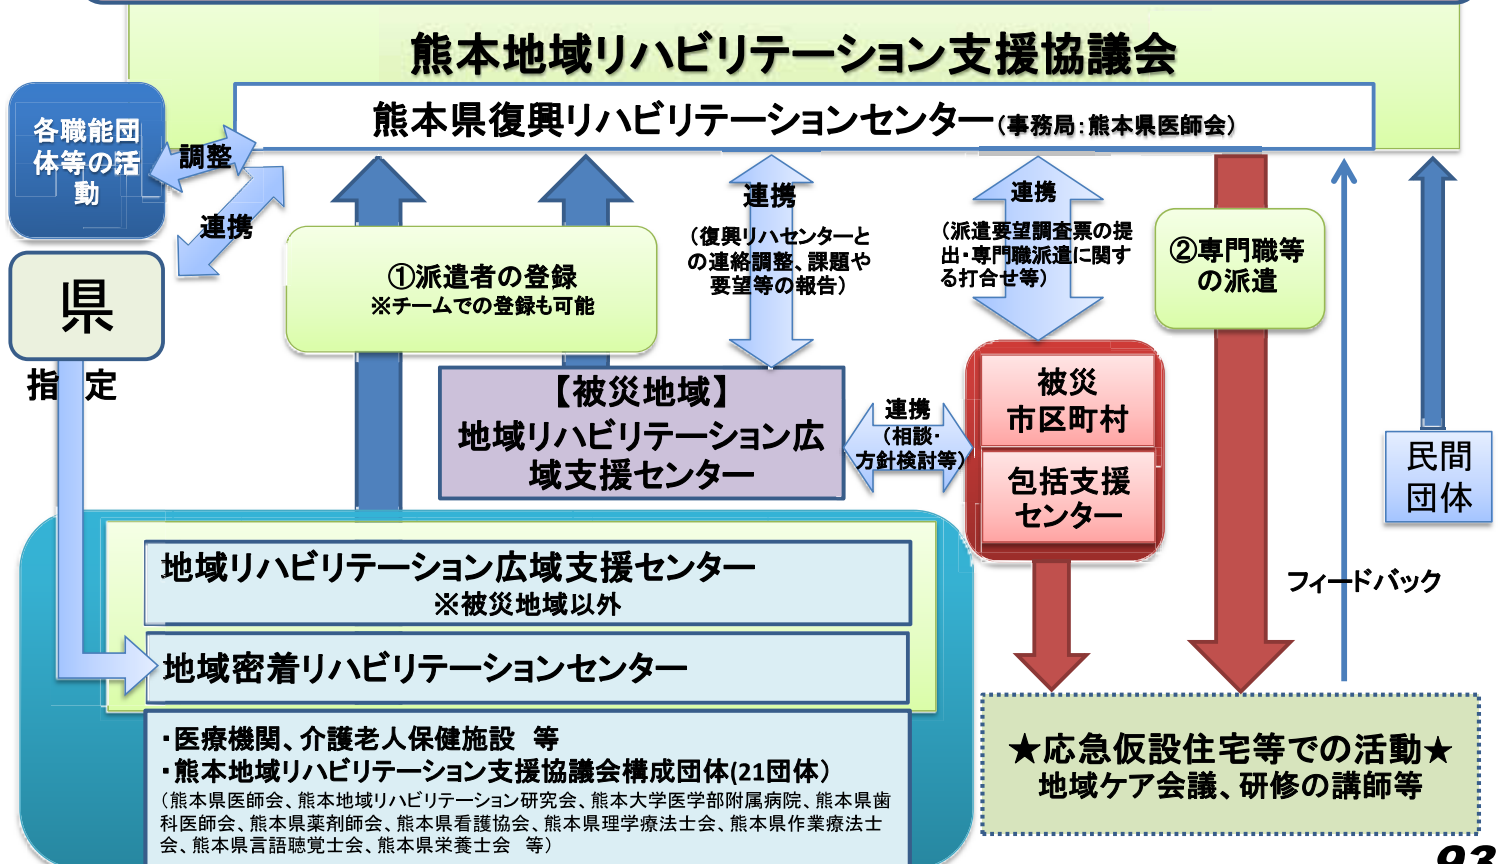 熊本地域リハビリテーション支援協議会
熊本県復興リハビリテーションセンター(事務局:熊本県医師会)
各職能団
体等の活
動
調整
連携
県
指定
①派遣者の登録
※チームでの登録も可能
連携
(復興リハセンターと
の連絡調整、課題や
要望等の報告)
連携
(派遣要望調査票の提
出・専門職派遣に関す
る打合せ等)
②専門職等
の派遣
【被災地域】
地域リハビリテーション広
域支援センター
連携
(相談・
方針検討等)
被災
市区町村
包括支援
センター
民間
団体
フィードバック
地域リハビリテーション広域支援センター
※被災地域以外
地域密着リハビリテーションセンター
・医療機関、介護老人保健施設　等
・熊本地域リハビリテーション支援協議会構成団体(21団体)
(熊本県医師会、熊本地域リハビリテーション研究会、熊本大学医学部附属病院、熊本県歯
科医師会、熊本県薬剤師会、熊本県看護協会、熊本県理学療法士会、熊本県作業療法士
会、熊本県言語聴覚士会、熊本県栄養士会　等)
★応急仮設住宅等での活動★
地域ケア会議、研修の講師等
93